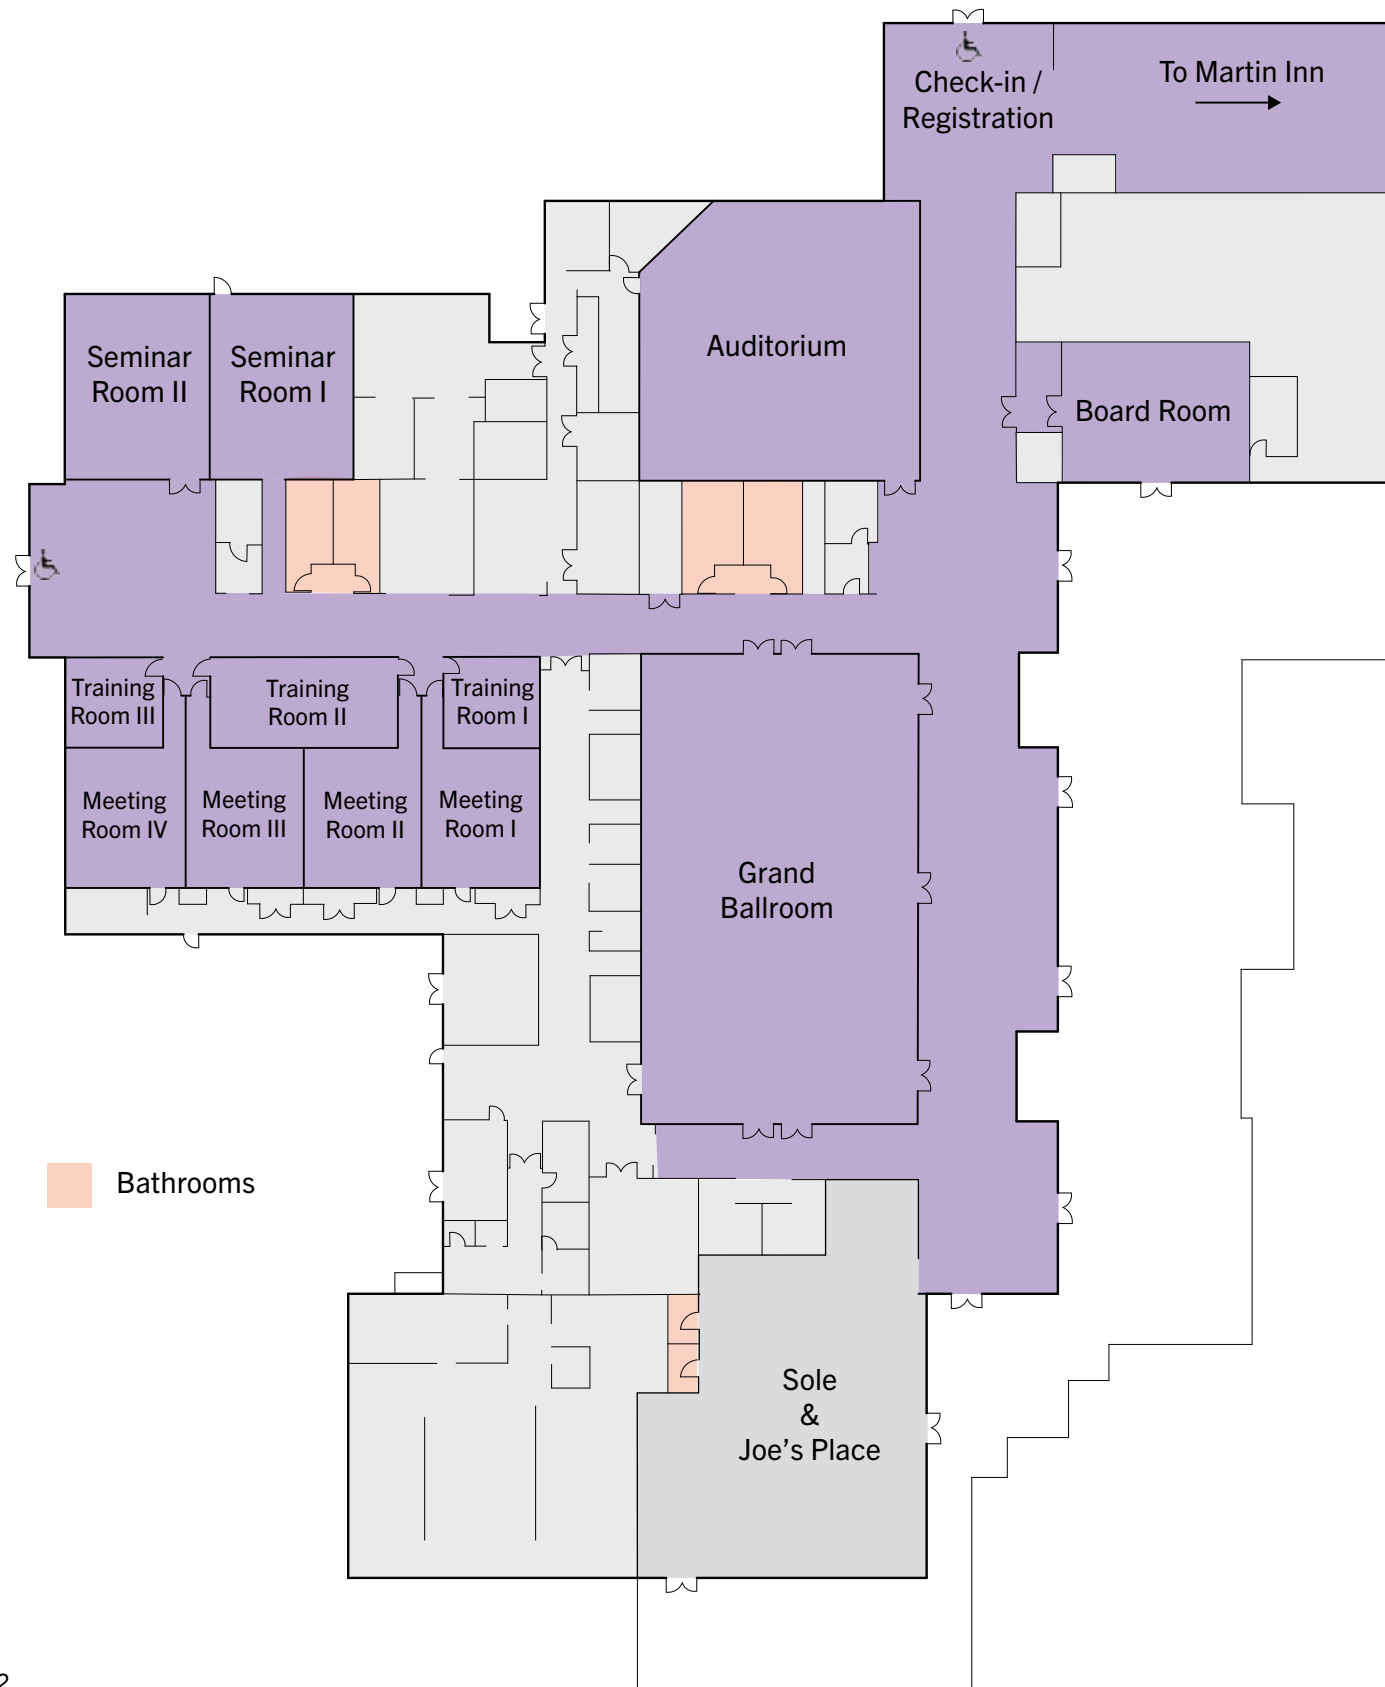 Check-in /
Registration
To Martin Inn
Auditorium
Seminar
Room II
Seminar
Room I
Board Room
Training
Room III
Training
Room II
Training
Room I
Meeting
Room IV
Meeting
Room III
Meeting
Room II
Meeting
Room I
Grand
Ballroom
Bathrooms
Sole
&
Joe’s Place